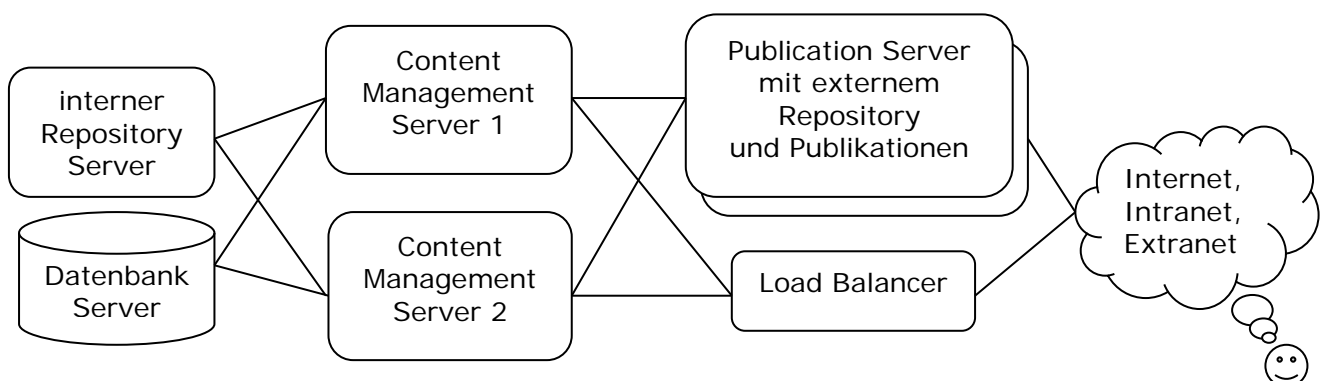 interner
Repository
Server
Datenbank
Server
Content
Management
Server 1
Content
Management
Server 2
Publication Server
mit externem
Repository
und Publikationen
Load Balancer
Internet,
Intranet,
Extranet